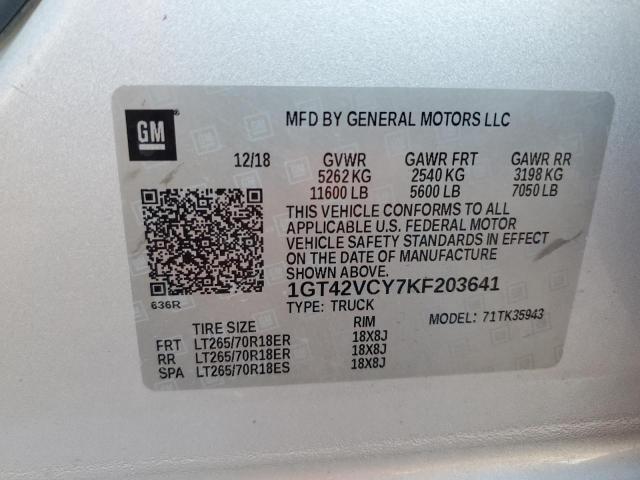 GM
MFD BY GENERAL MOTORS LLC
12/18 GVWR GAWR FRT GAWR RR
5262 KG 2540 KG 3198 KG
11600 LB 5600 LB 7050 LB
THIS VEHICLE CONFORMS TO ALL
APPLICABLE U.S. FEDERAL MOTOR
VEHICLE SAFETY STANDARDS IN EFFECT
ON THE DATE OF MANUFACTURE
SHOWN ABOVE.
636R
1GT42VCY7KF203641
TYPE: TRUCK
MODEL: 71TK35943
TIRE SIZE RIM
FRT LT265/70R18ER 18X8J
RR LT265/70R18ER 18X8J
SPA LT265/70R18ES 18X8J